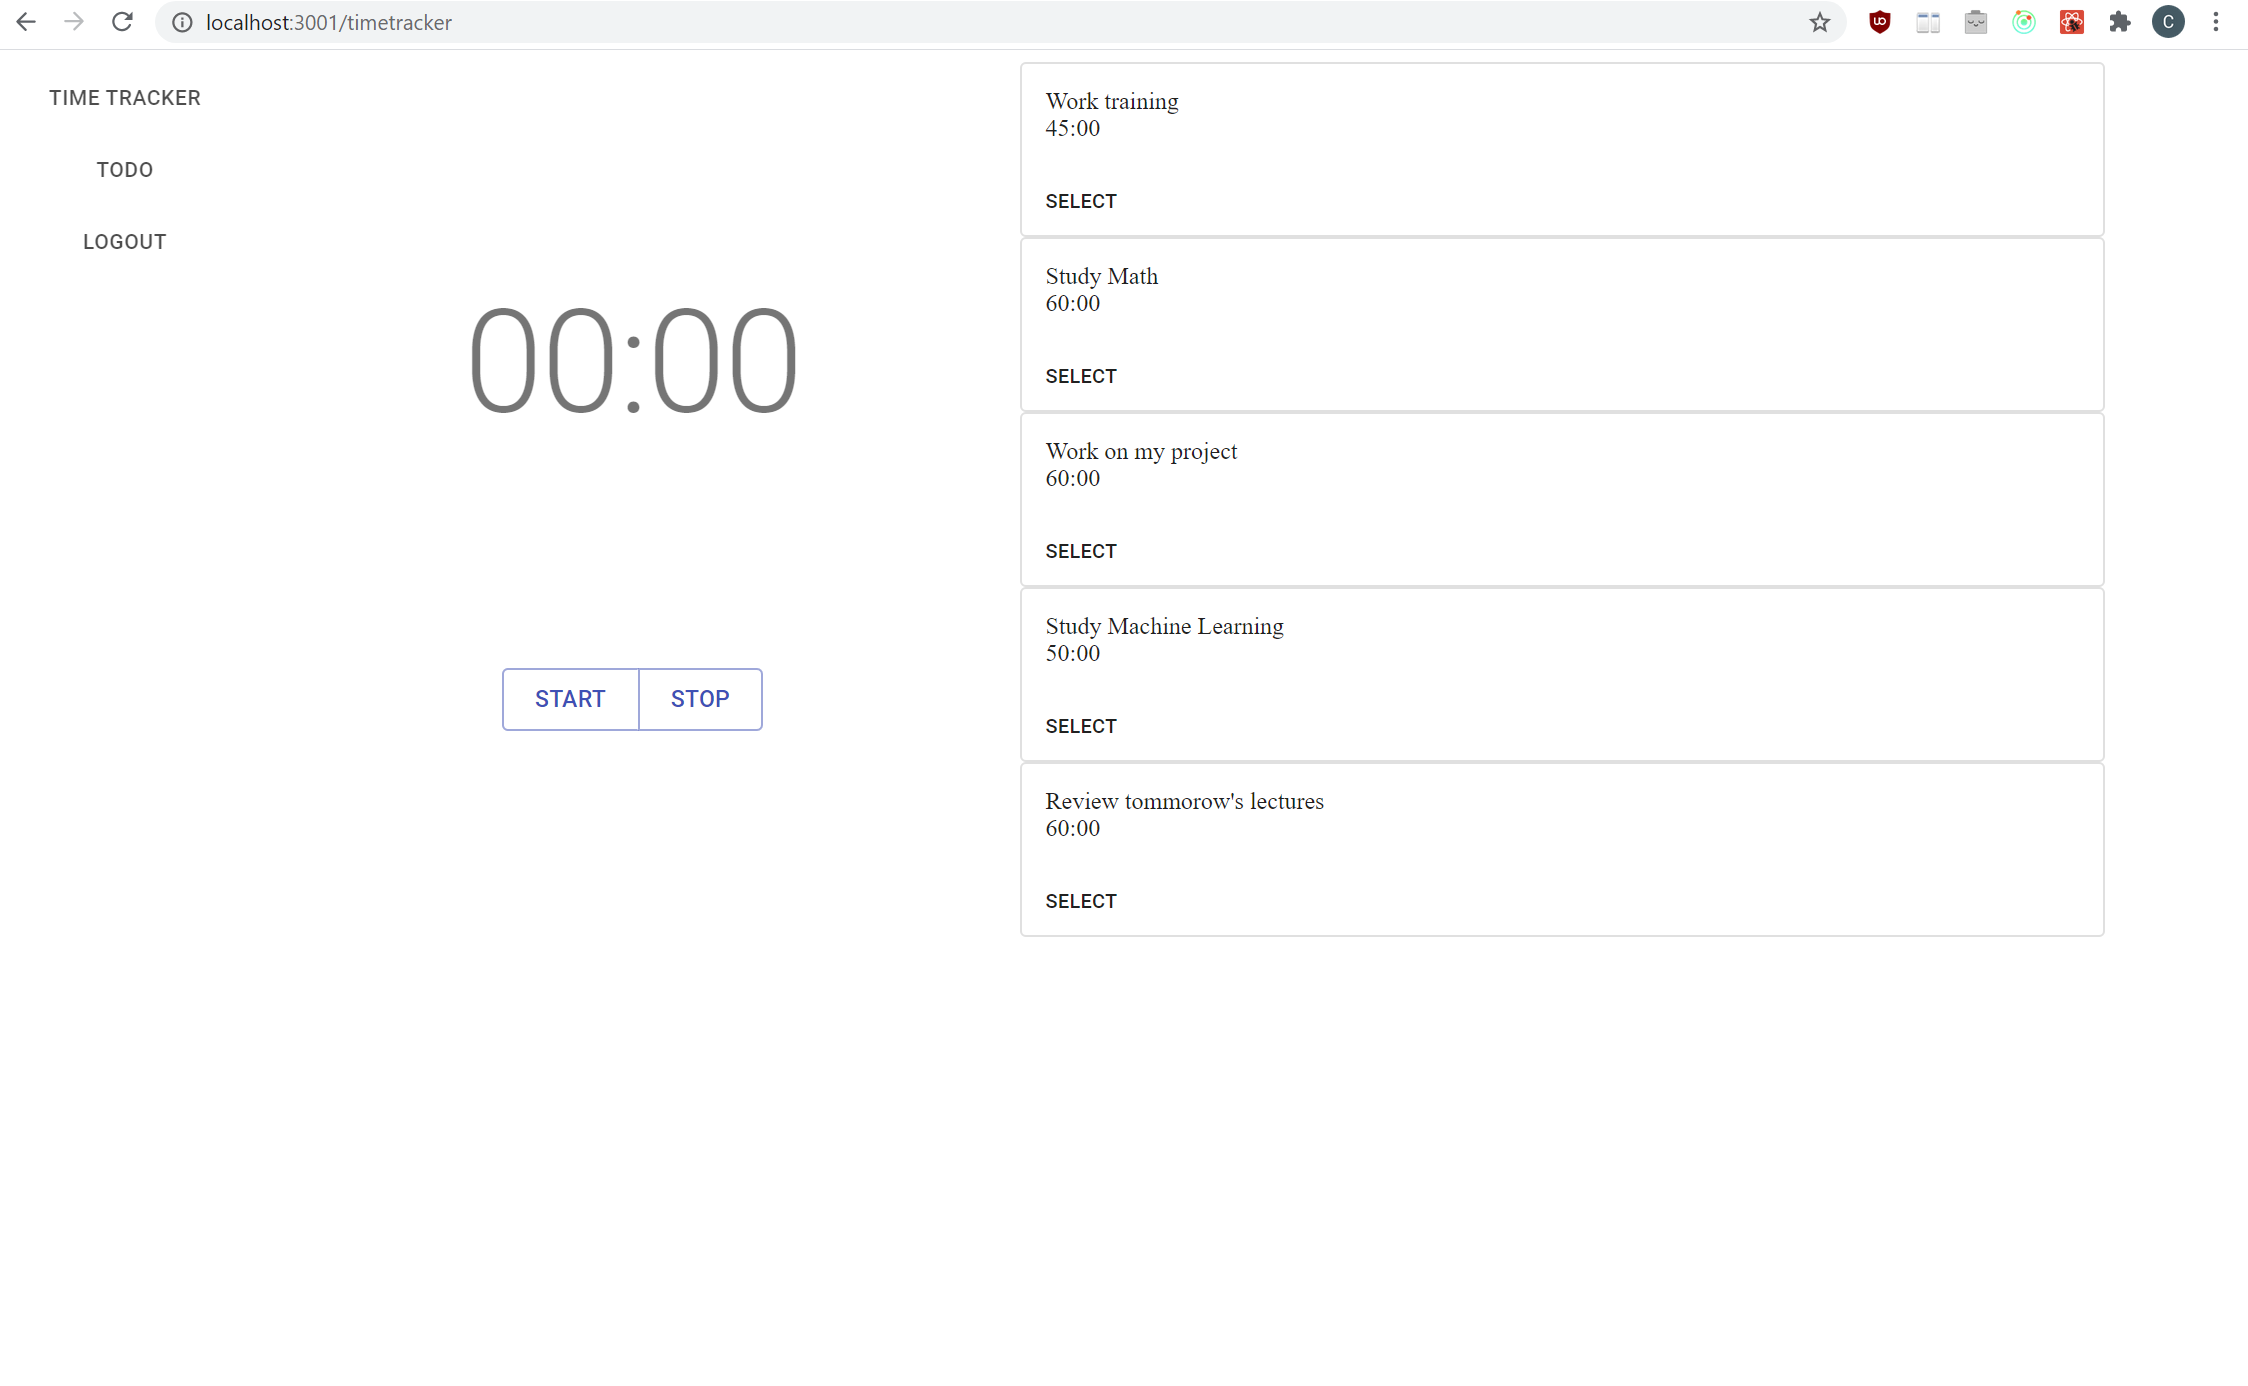 localhost:3001/timetracker
C
TIME TRACKER
TODO
LOGOUT
00:00
START
STOP
Work training
45:00
SELECT
Study Math
60:00
SELECT
Work on my project
60:00
SELECT
Study Machine Learning
50:00
SELECT
Review tommorow's lectures
60:00
SELECT